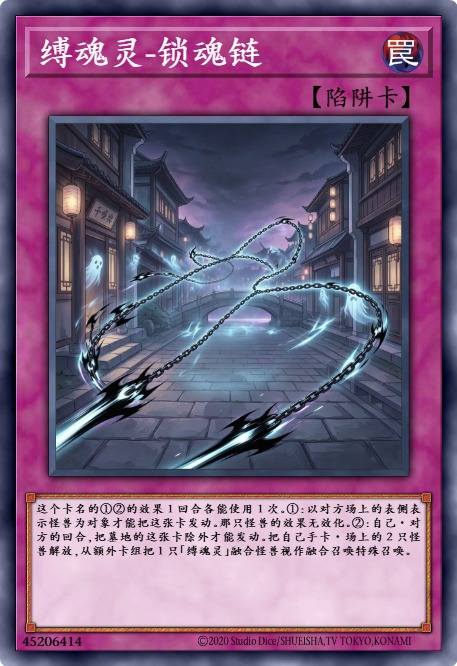 缚魂灵-锁魂链
罠
【陷阱卡】
这个卡名的①②的效果1回合各能使用1次。①:以对方场上的表侧表
示怪兽为对象才能把这张卡发动。那只怪兽的效果无效化。②:自己·对
方的回合,把墓地的这张卡除外才能发动。把自己手卡·场上的2只怪
兽解放,从额外卡组把1只「缚魂灵」融合怪兽视作融合召唤特殊召唤。
45206414
©2020 Studio Dice/SHUEISHA,TV TOKYO,KONAMI